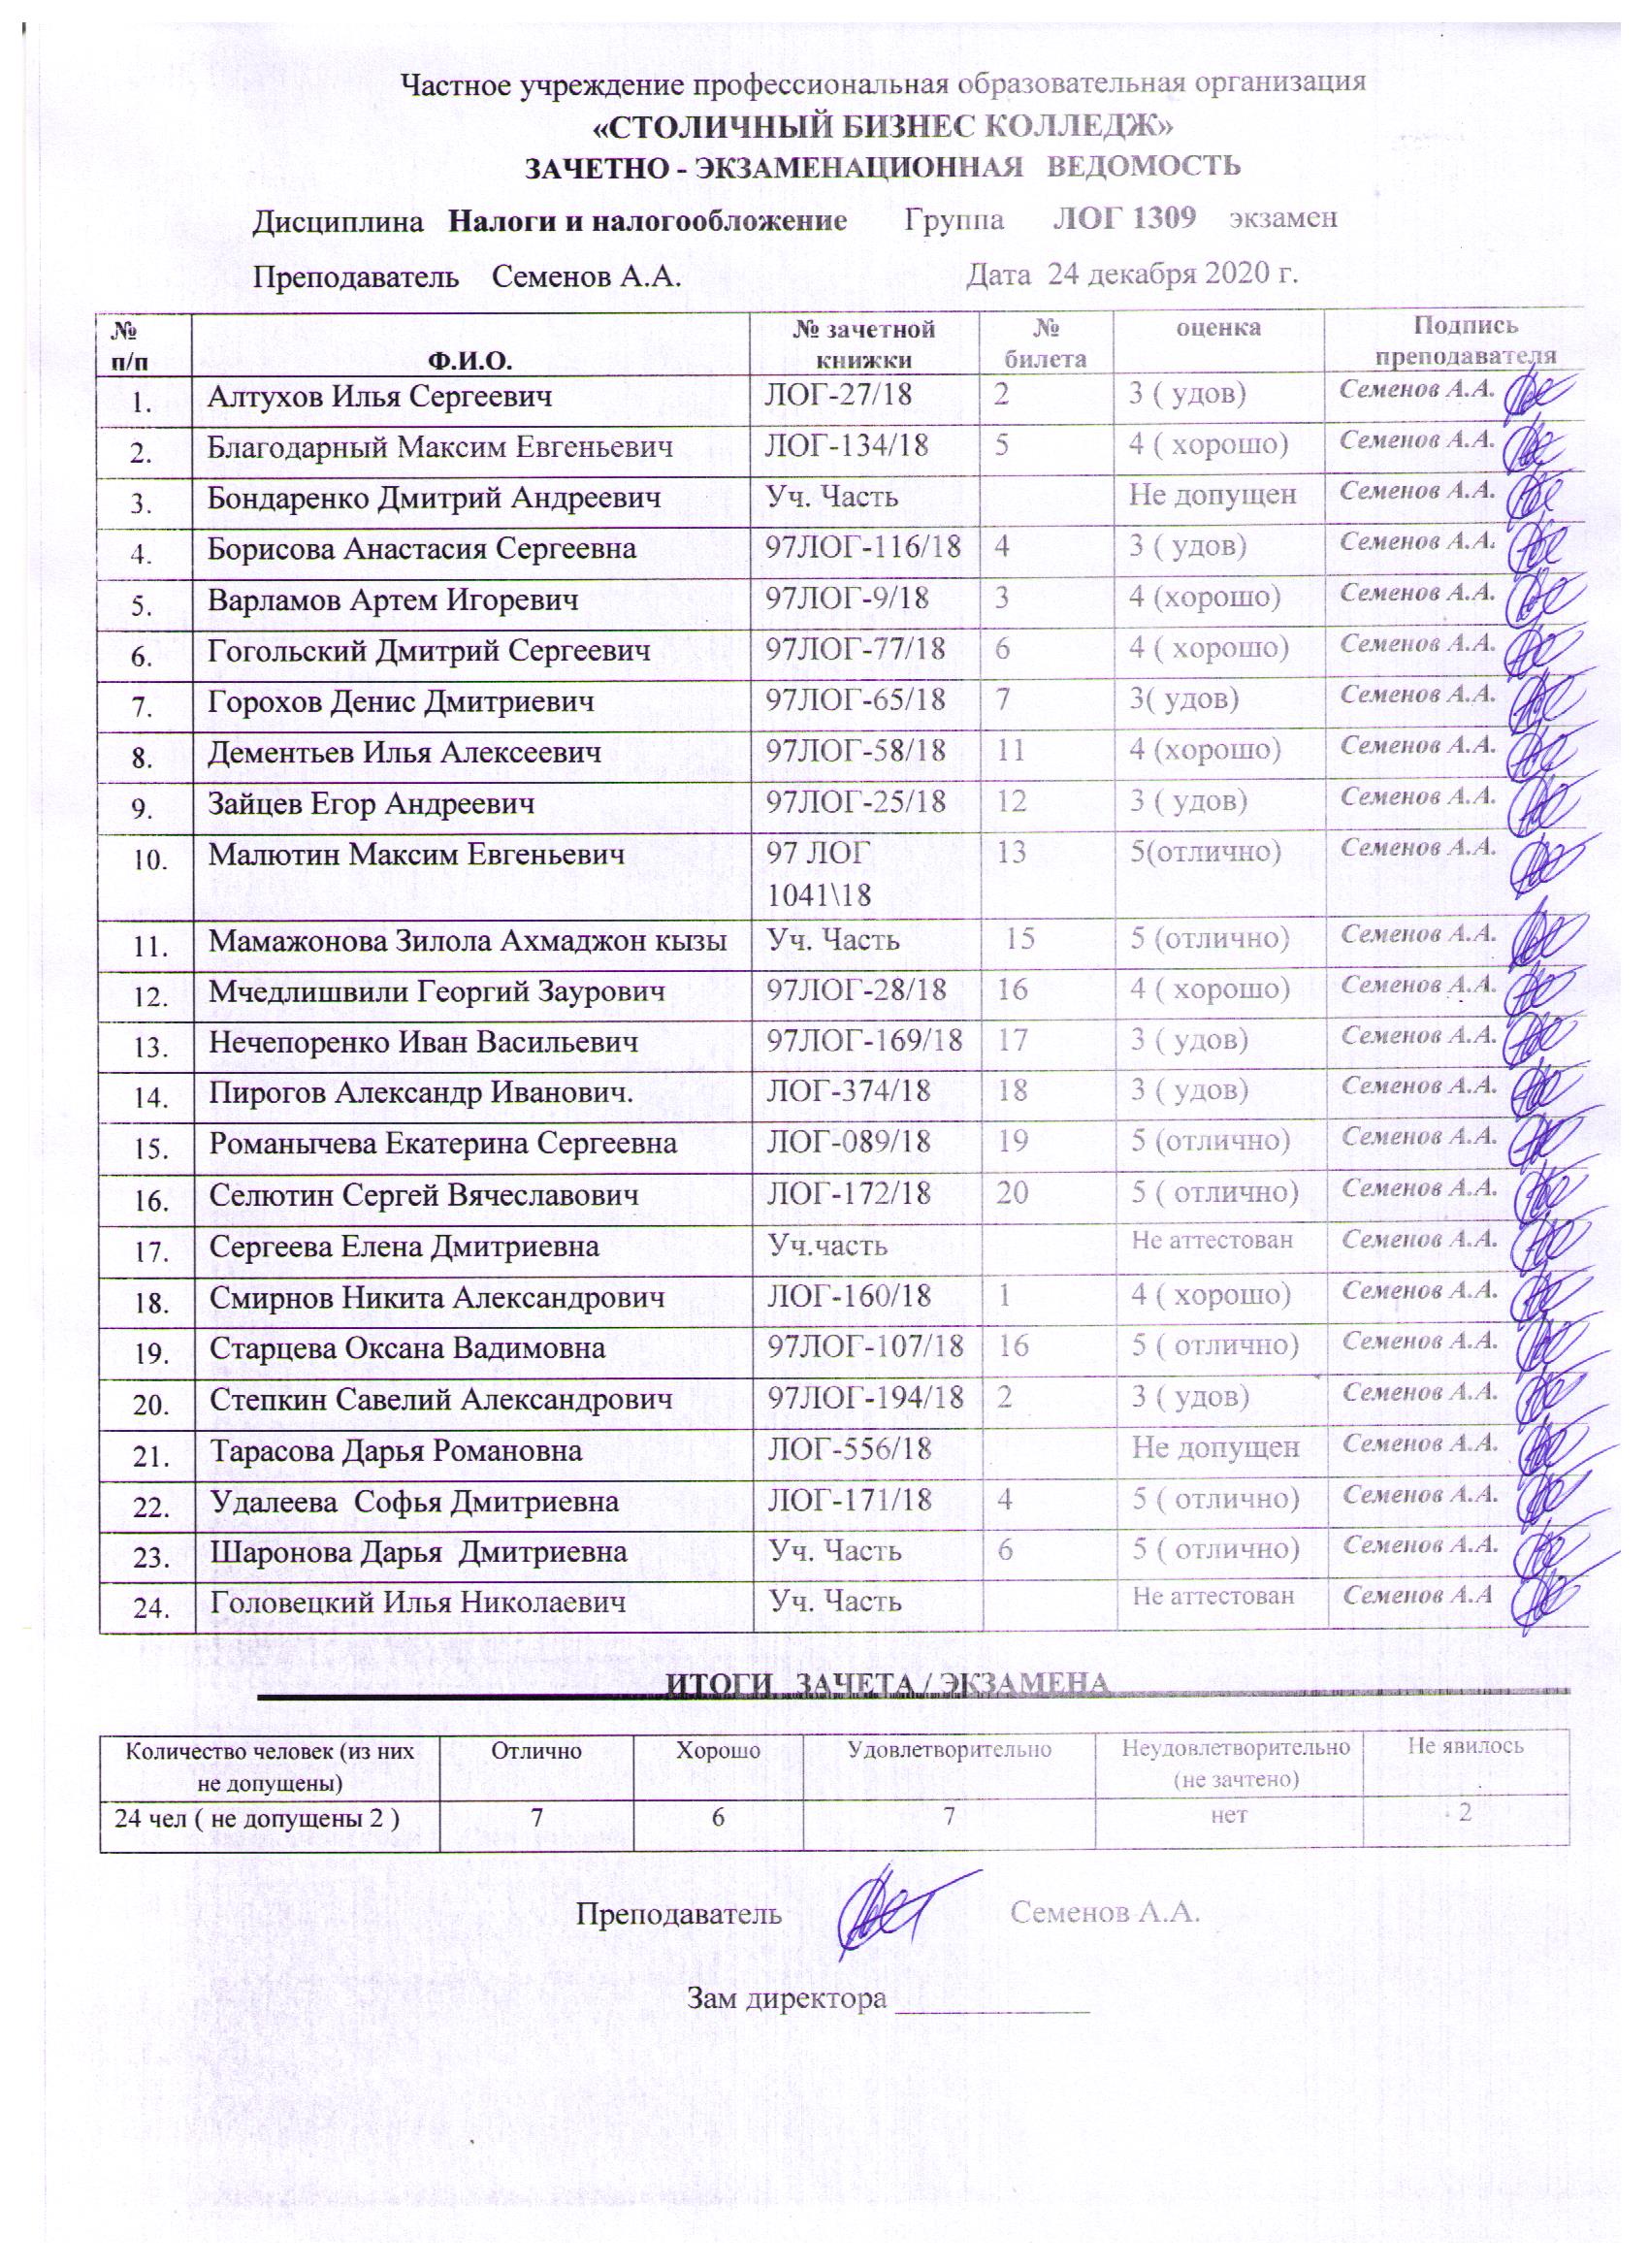 Частное учреждение профессиональная образовательная организация
«СТОЛИЧНЫЙ БИЗНЕС КОЛЛЕДЖ»
ЗАЧЕТНО - ЭКЗАМЕНАЦИОННАЯ ВЕДОМОСТЬ
Дисциплина Налоги и налогообложение Группа ЛОГ 1309 экзамен
Преподаватель Семенов А.А. Дата 24 декабря 2020 г.
№ п/п Ф.И.О. № зачетной книжки № билета оценка Подпись преподавателя
1. Алтухов Илья Сергеевич ЛОГ-27/18 2 3 ( удов) Семенов А.А.
2. Благодарный Максим Евгеньевич ЛОГ-134/18 5 4 ( хорошо) Семенов А.А.
3. Бондаренко Дмитрий Андреевич Уч. Часть Не допущен Семенов А.А.
4. Борисова Анастасия Сергеевна 97ЛОГ-116/18 4 3 ( удов) Семенов А.А.
5. Варламов Артем Игоревич 97ЛОГ-9/18 3 4 (хорошо) Семенов А.А.
6. Гогольский Дмитрий Сергеевич 97ЛОГ-77/18 6 4 ( хорошо) Семенов А.А.
7. Горохов Денис Дмитриевич 97ЛОГ-65/18 7 3( удов) Семенов А.А.
8. Дементьев Илья Алексеевич 97ЛОГ-58/18 11 4 (хорошо) Семенов А.А.
9. Зайцев Егор Андреевич 97ЛОГ-25/18 12 3 ( удов) Семенов А.А.
10. Малютин Максим Евгеньевич 97 ЛОГ 13 5(отлично) Семенов А.А.
1041\18
11. Мамажонова Зилола Ахмаджон кызы Уч. Часть 15 5 (отлично) Семенов А.А.
12. Мчедлишвили Георгий Заурович 97ЛОГ-28/18 16 4 ( хорошо) Семенов А.А.
13. Нечепоренко Иван Васильевич 97ЛОГ-169/18 17 3 ( удов) Семенов А.А.
14. Пирогов Александр Иванович. ЛОГ-374/18 18 3 ( удов) Семенов А.А.
15. Романычева Екатерина Сергеевна ЛОГ-089/18 19 5 (отлично) Семенов А.А.
16. Селютин Сергей Вячеславович ЛОГ-172/18 20 5 ( отлично) Семенов А.А.
17. Сергеева Елена Дмитриевна Уч.часть Не аттестован Семенов А.А.
18. Смирнов Никита Александрович ЛОГ-160/18 1 4 ( хорошо) Семенов А.А.
19. Старцева Оксана Вадимовна 97ЛОГ-107/18 16 5 ( отлично) Семенов А.А.
20. Степкин Савелий Александрович 97ЛОГ-194/18 2 3 ( удов) Семенов А.А.
21. Тарасова Дарья Романовна ЛОГ-556/18 Не допущен Семенов А.А.
22. Удалеева Софья Дмитриевна ЛОГ-171/18 4 5 ( отлично) Семенов А.А.
23. Шаронова Дарья Дмитриевна Уч. Часть 6 5 ( отлично) Семенов А.А.
24. Головецкий Илья Николаевич Уч. Часть Не аттестован Семенов А.А
ИТОГИ ЗАЧЕТА / ЭКЗАМЕНА
Количество человек (из них Отлично Хорошо Удовлетворительно Неудовлетворительно Не явилось
не допущены) (не зачтено)
24 чел ( не допущены 2 ) 7 6 7 нет 2
Преподаватель Семенов А.А.
Зам директора ____________